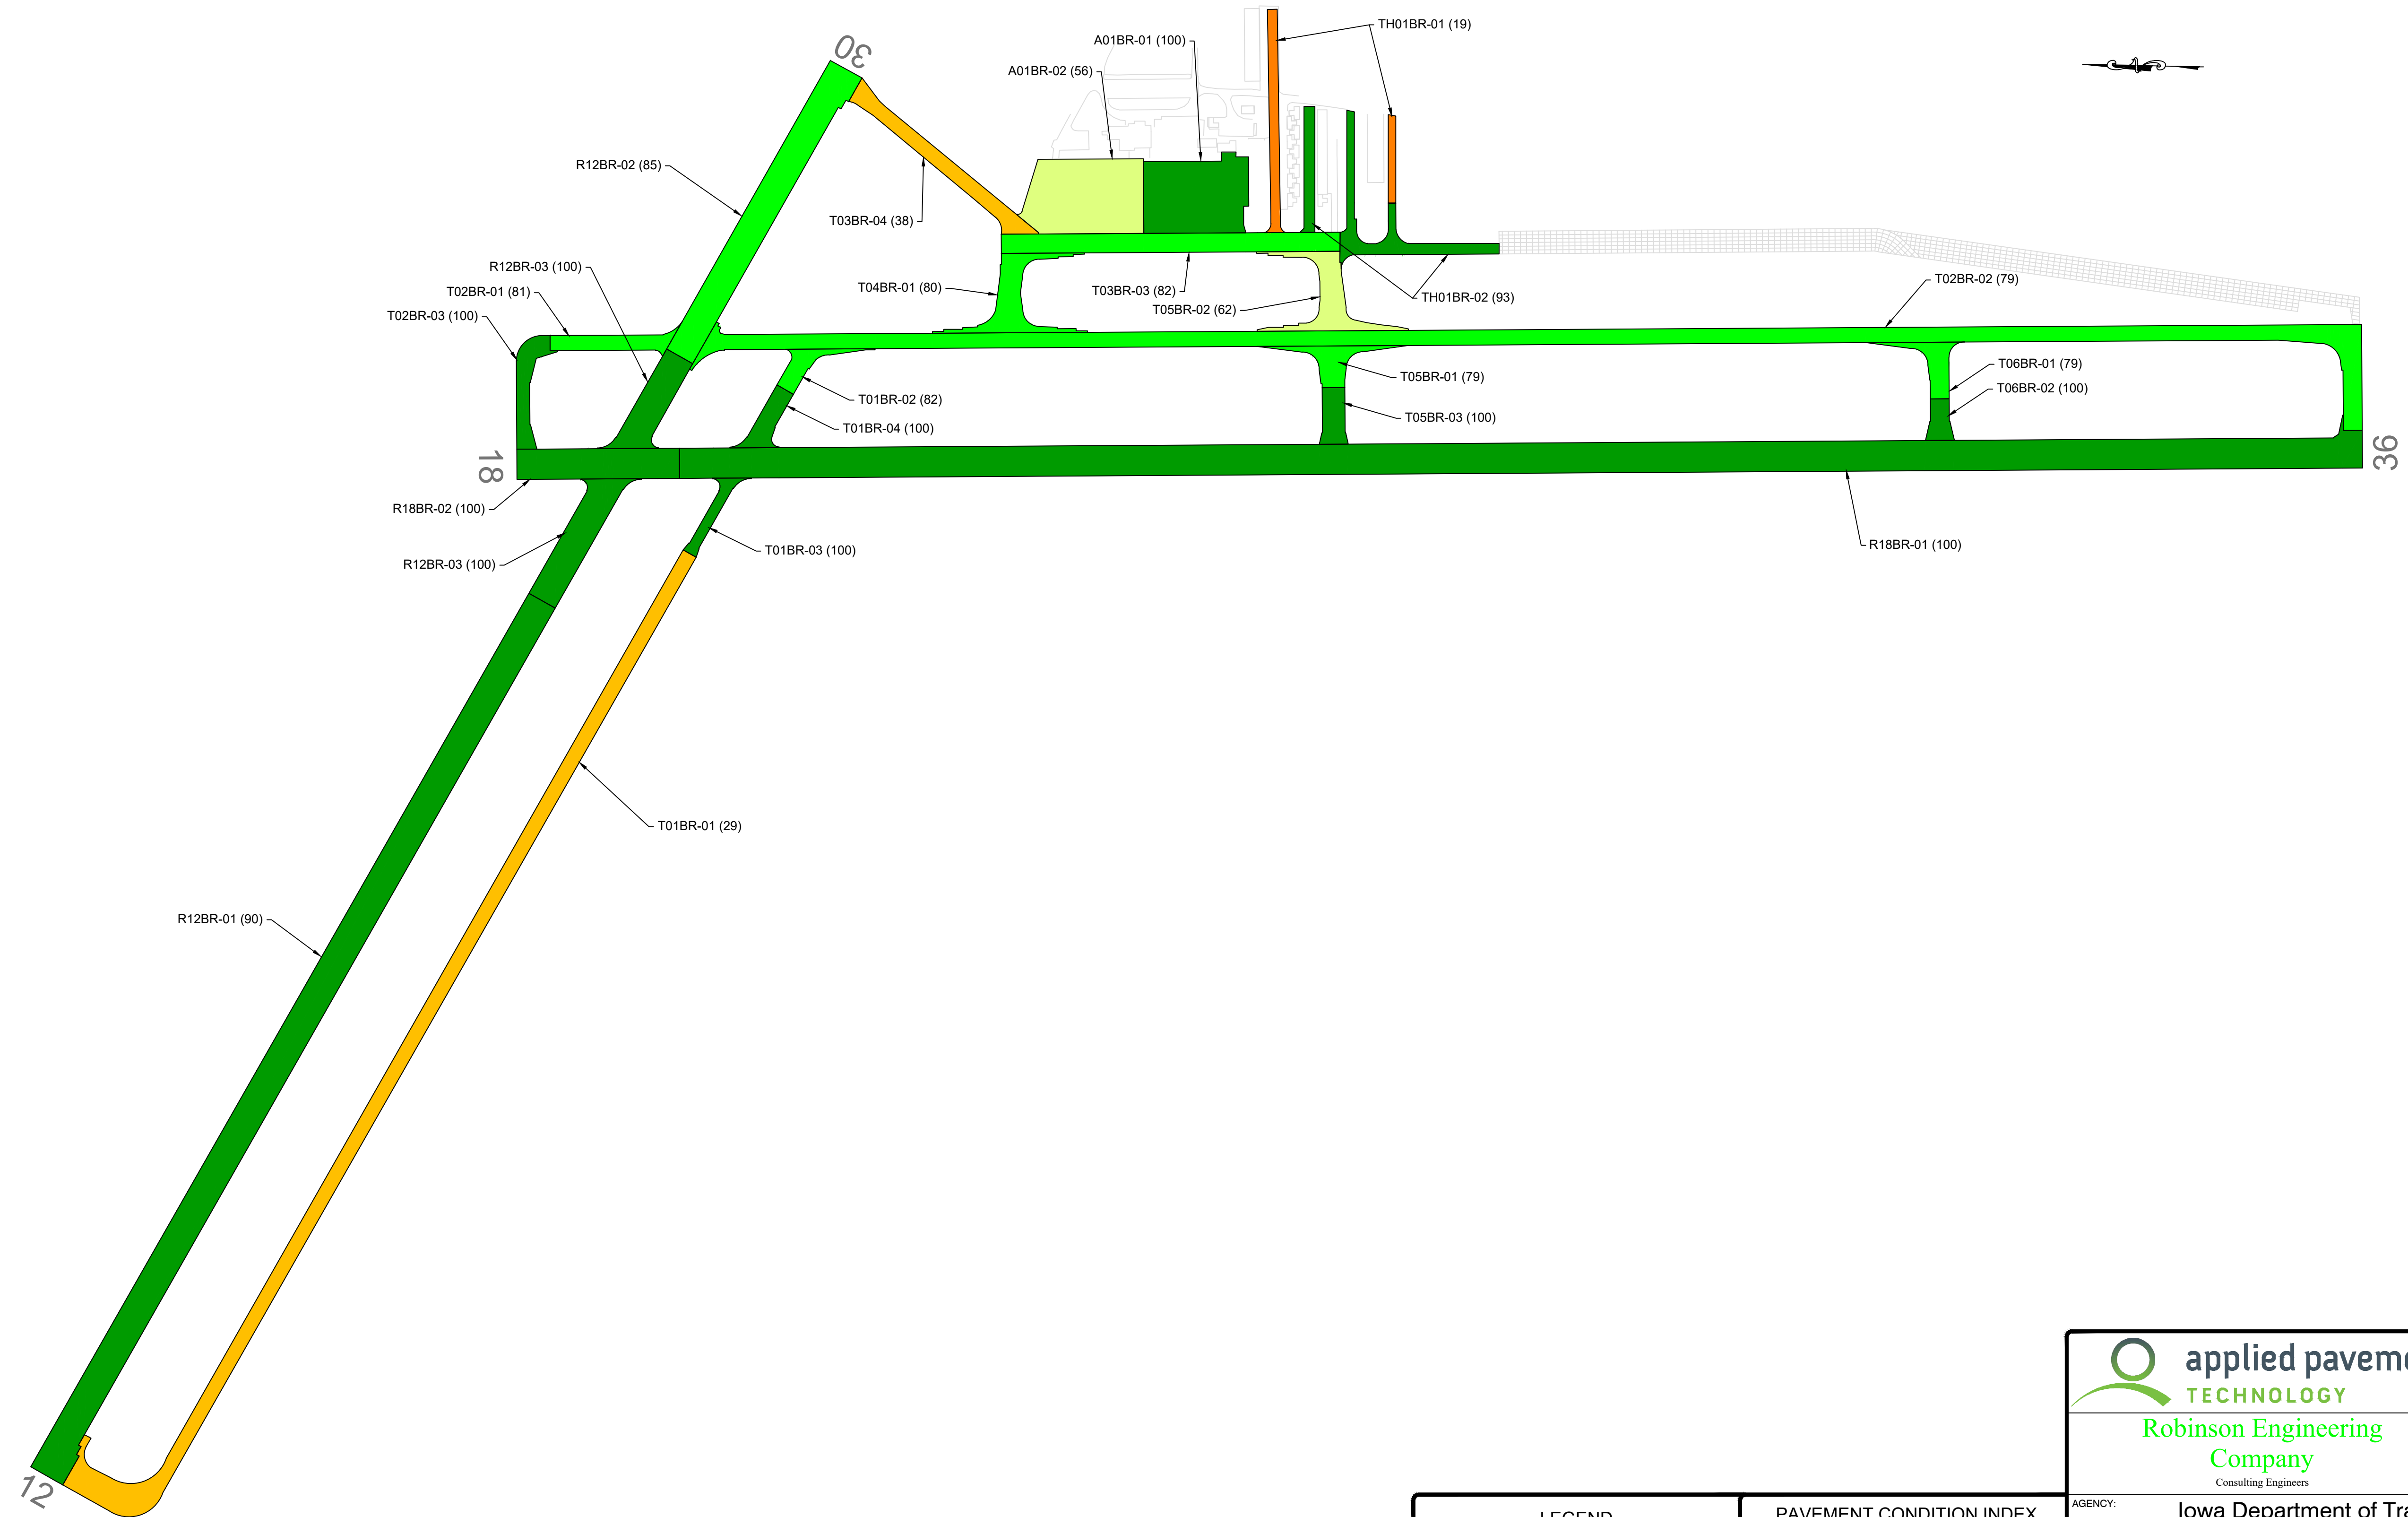 TH01BR-01 (19)
A01BR-01 (100)
30
A01BR-02 (56)
R12BR-02 (85)
T03BR-04 (38)
R12BR-03 (100)
T02BR-01 (81)
T02BR-03 (100)
T04BR-01 (80)
T03BR-03 (82)
T05BR-02 (62)
TH01BR-02 (93)
T02BR-02 (79)
T05BR-01 (79)
T06BR-01 (79)
T06BR-02 (100)
T01BR-02 (82)
T05BR-03 (100)
T01BR-04 (100)
18
36
R18BR-02 (100)
R18BR-01 (100)
T01BR-03 (100)
R12BR-03 (100)
T01BR-01 (29)
R12BR-01 (90)
12
applied pavem
TECHNOLOGY
Robinson Engineering
Company
Consulting Engineers
AGENCY:
Iowa Department of Tra
LEGEND
PAVEMENT CONDITION INDEX